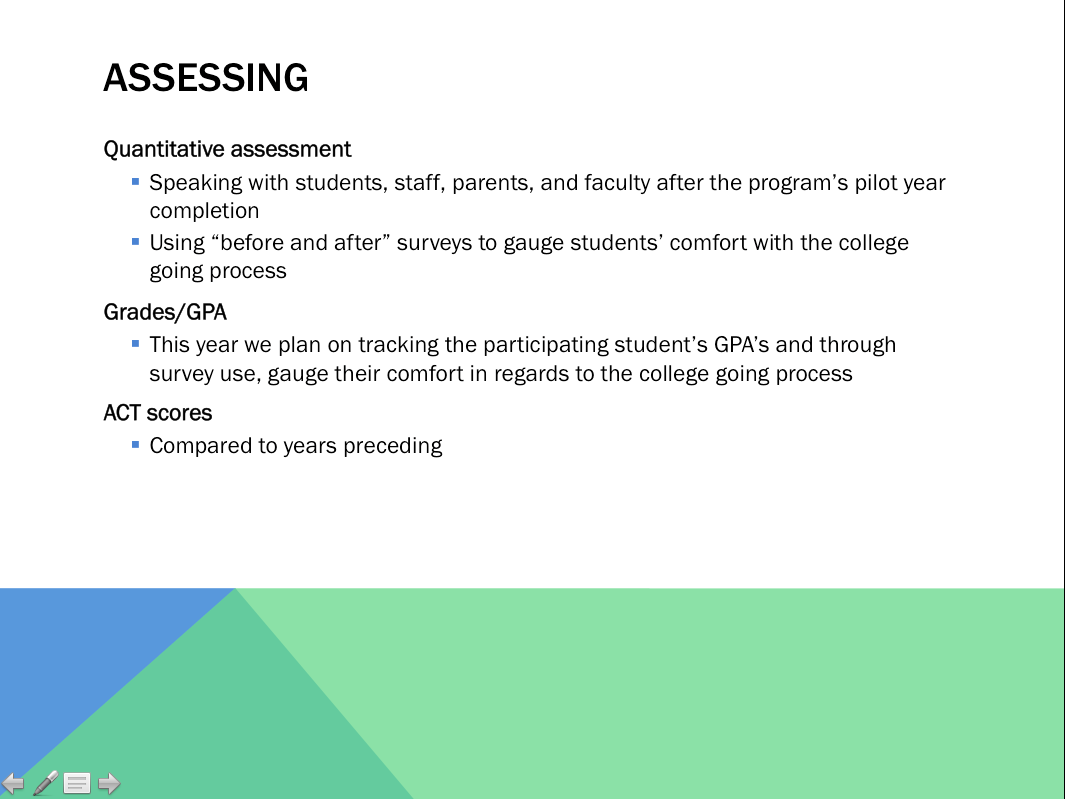 ASSESSING
Quantitative assessment
▪ Speaking with students, staff, parents, and faculty after the program’s pilot year
completion
▪ Using “before and after” surveys to gauge students’ comfort with the college
going process
Grades/GPA
▪ This year we plan on tracking the participating student’s GPA’s and through
survey use, gauge their comfort in regards to the college going process
ACT scores
▪ Compared to years preceding